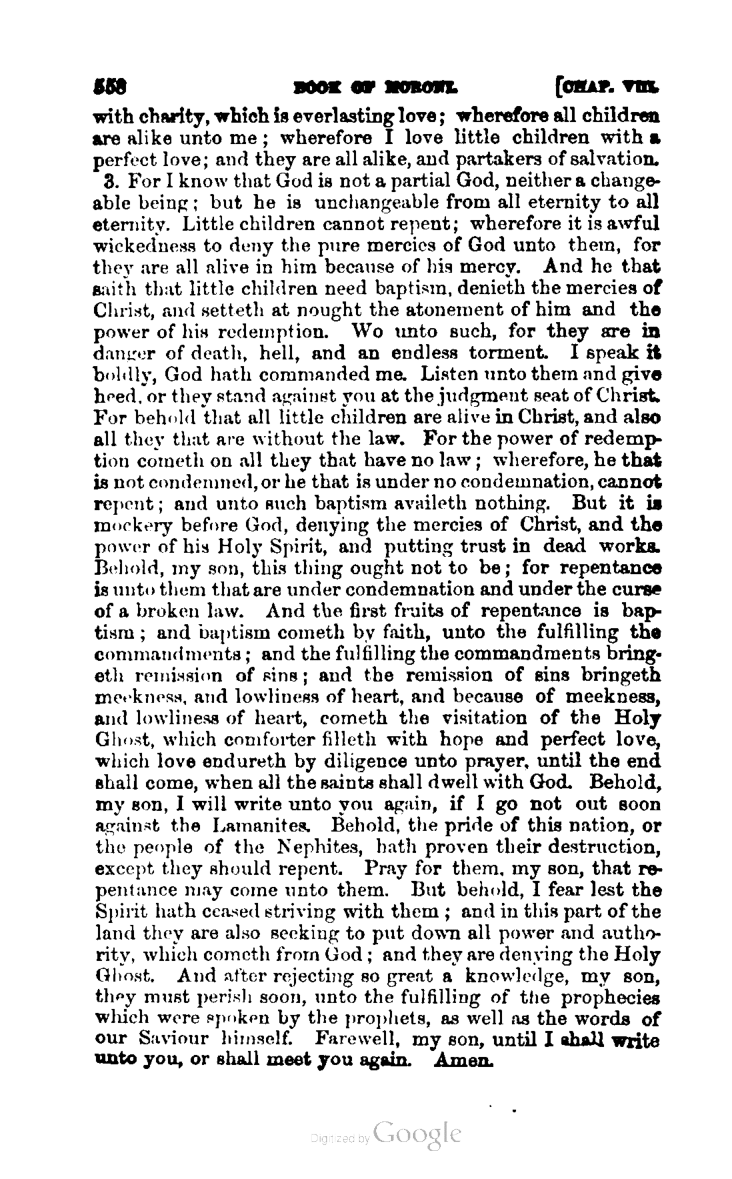 558 BOOK OF MORONI. [CHAP. VIII.
with charity, which is everlasting love; wherefore all children
are alike unto me; wherefore I love little children with a
perfect love; and they are all alike, and partakers of salvation.
3. For I know that God is not a partial God, neither a change-
able being; but he is unchangeable from all eternity to all
eternity. Little children cannot repent; wherefore it is awful
wickedness to deny the pure mercies of God unto them, for
they are all alive in him because of his mercy. And he that
saith that little children need baptism, denieth the mercies of
Christ, and setteth at nought the atonement of him and the
power of his redemption. Wo unto such, for they are in
danger of death, hell, and an endless torment. I speak it
boldly, God hath commanded me. Listen unto them and give
heed, or they stand against you at the judgment seat of Christ.
For behold that all little children are alive in Christ, and also
all they that are without the law. For the power of redemp-
tion cometh on all they that have no law; wherefore, he that
is not condemned, or he that is under no condemnation, cannot
repent; and unto such baptism availeth nothing. But it is
mockery before God, denying the mercies of Christ, and the
power of his Holy Spirit, and putting trust in dead works.
Behold, my son, this thing ought not to be; for repentance
is unto them that are under condemnation and under the curse
of a broken law. And the first fruits of repentance is bap-
tism; and baptism cometh by faith, unto the fulfilling the
commandments; and the fulfilling the commandments bring-
eth remission of sins; and the remission of sins bringeth
meekness, and lowliness of heart, and because of meekness,
and lowliness of heart, cometh the visitation of the Holy
Ghost, which comforter filleth with hope and perfect love,
which love endureth by diligence unto prayer, until the end
shall come, when all the saints shall dwell with God. Behold,
my son, I will write unto you again, if I go not out soon
against the Lamanites. Behold, the pride of this nation, or
the people of the Nephites, hath proven their destruction,
except they should repent. Pray for them, my son, that re-
pentance may come unto them. But behold, I fear lest the
Spirit hath ceased striving with them; and in this part of the
land they are also seeking to put down all power and autho-
rity, which cometh from God; and they are denying the Holy
Ghost. And after rejecting so great a knowledge, my son,
they must perish soon, unto the fulfilling of the prophecies
which were spoken by the prophets, as well as the words of
our Saviour himself. Farewell, my son, until I shall write
unto you, or shall meet you again. Amen.
Digitized by Google